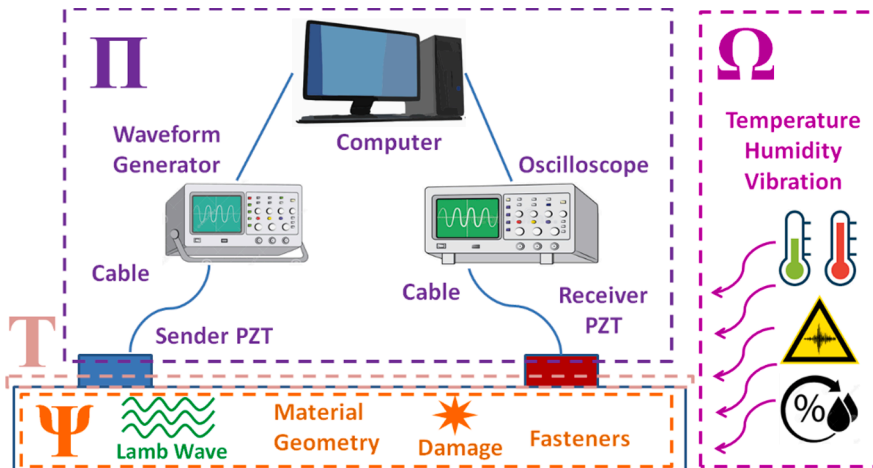 Π
Ω
Computer
Waveform
Generator
Oscilloscope
Temperature
Humidity
Vibration
Cable
Cable
Receiver
PZT
Sender PZT
T
Ψ
Lamb Wave
Material
Geometry
Damage
Fasteners
%